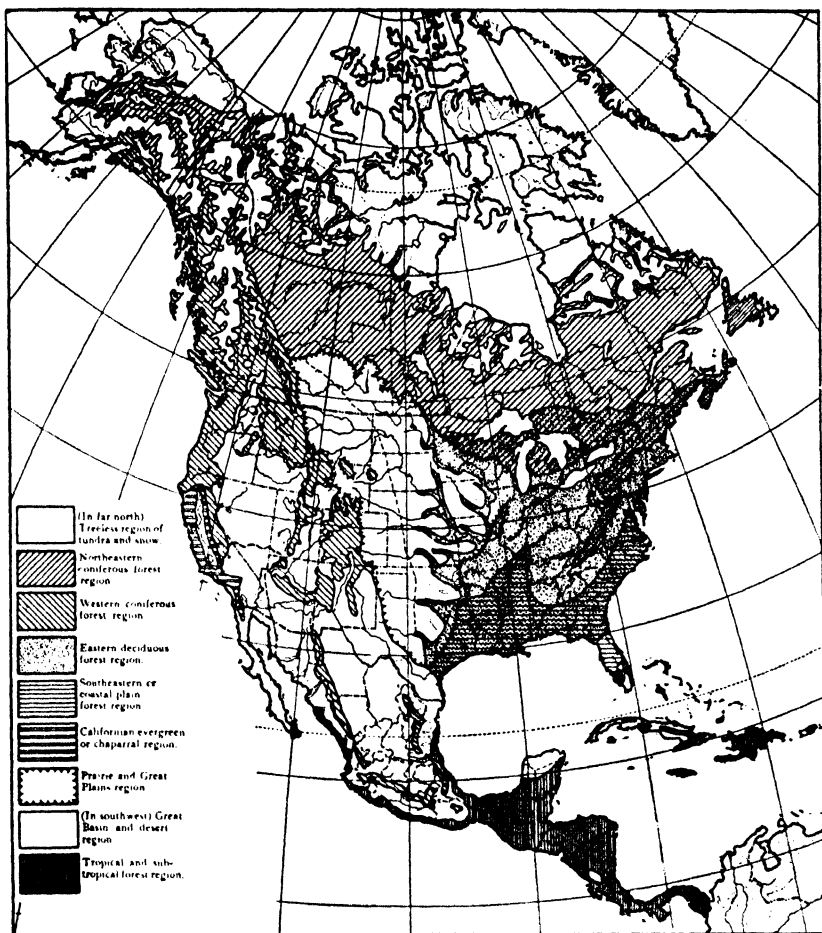 (In far north)
Treeless region of
tundra and snow.
Northeastern
coniferous forest
region
Western coniferous
forest region
Eastern deciduous
forest region.
Southeastern or
coastal plain
forest region
Californian evergreen
or chaparral region.
Prairie and Great
Plains region
(In southwest) Great
Basin and desert
region
Tropical and sub-
tropical forest region.